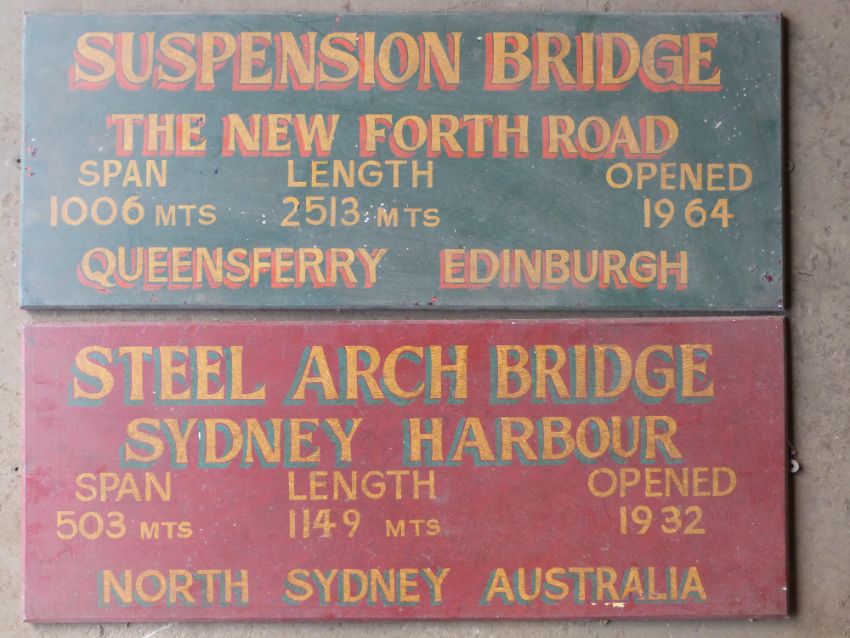 SUSPENSION BRIDGE
THE NEW FORTH ROAD
SPAN LENGTH OPENED
1006 MTS 2513 MTS 1964
QUEENSFERRY EDINBURGH
STEEL ARCH BRIDGE
SYDNEY HARBOUR
SPAN LENGTH OPENED
503 MTS 1149 MTS 1932
NORTH SYDNEY AUSTRALIA